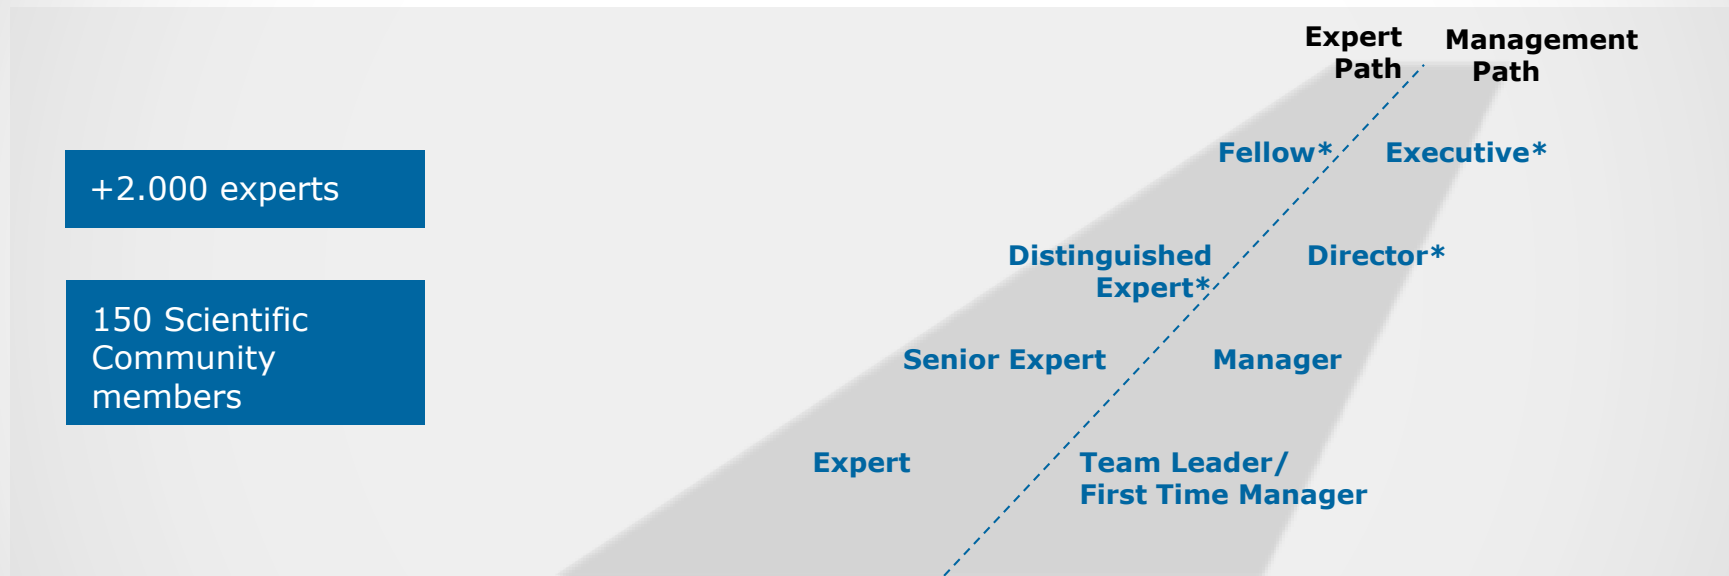 Expert
Path
Management
Path
+2.000 experts
150 Scientific
Community
members
Fellow*
Executive*
Distinguished
Expert*
Director*
Senior Expert
Manager
Expert
Team Leader/
First Time Manager